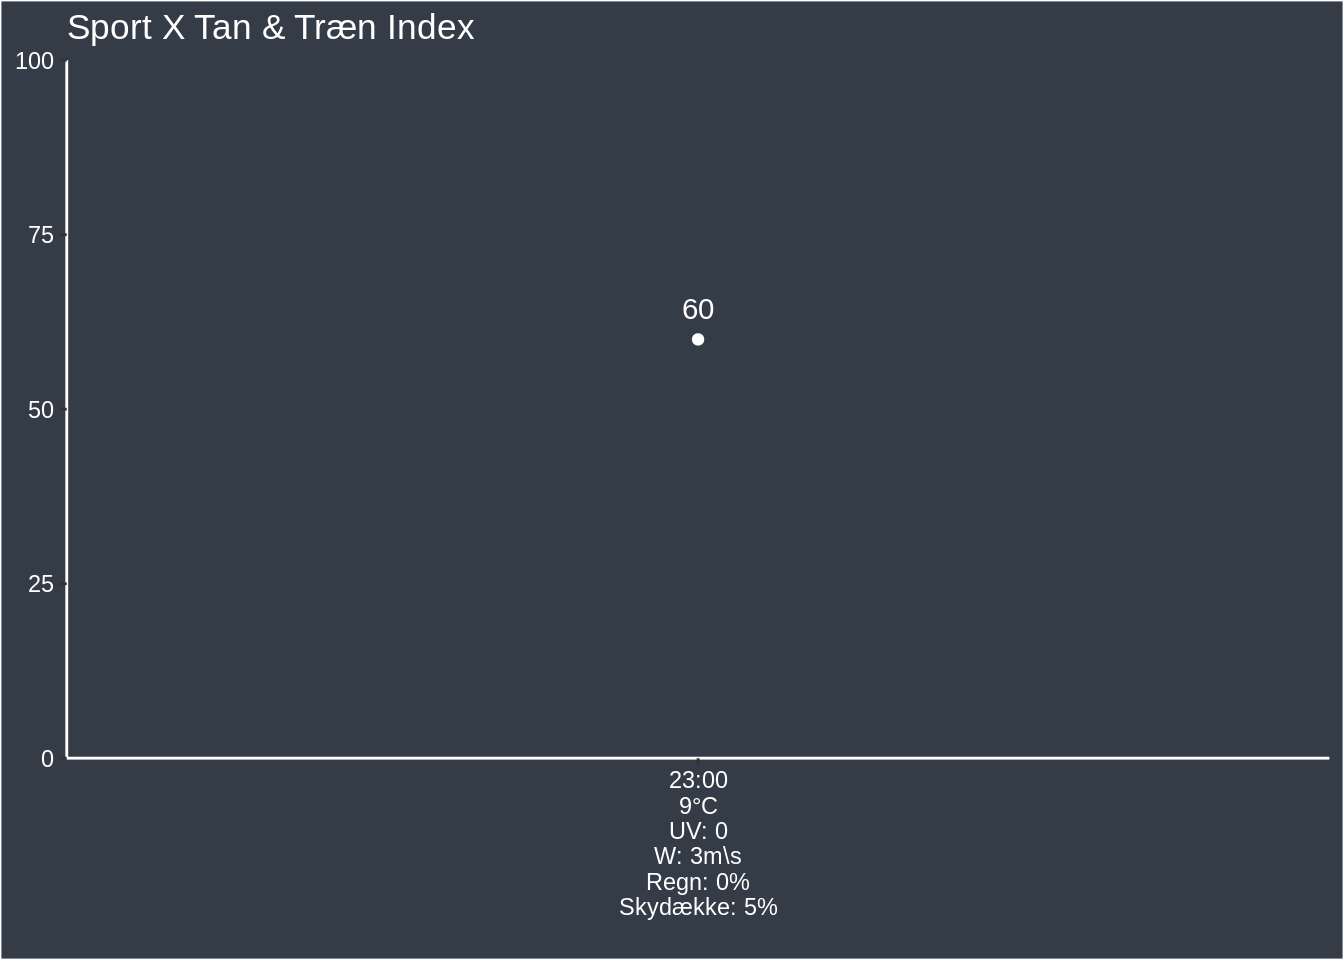 Sport X Tan & Træn Index
100
75
60
50
25
0
23:00
9°C
UV: 0
W: 3m\s
Regn: 0%
Skydække: 5%